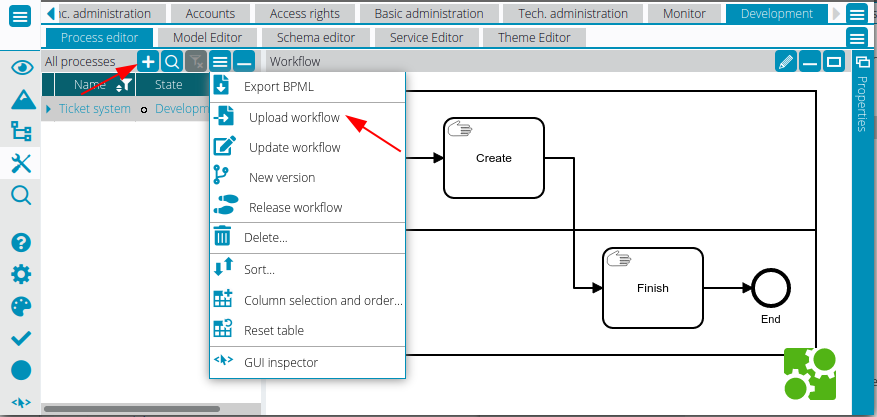 nc. administration Accounts Access rights Basic administration Tech. administration Monitor Development
Process editor Model Editor Schema editor Service Editor Theme Editor
All processes Workflow
Name State
Ticket system Developm
Export BPML
Upload workflow
Update workflow
New version
Release workflow
Delete...
Sort...
Column selection and order...
Reset table
GUI inspector
Create
Finish
End
Properties